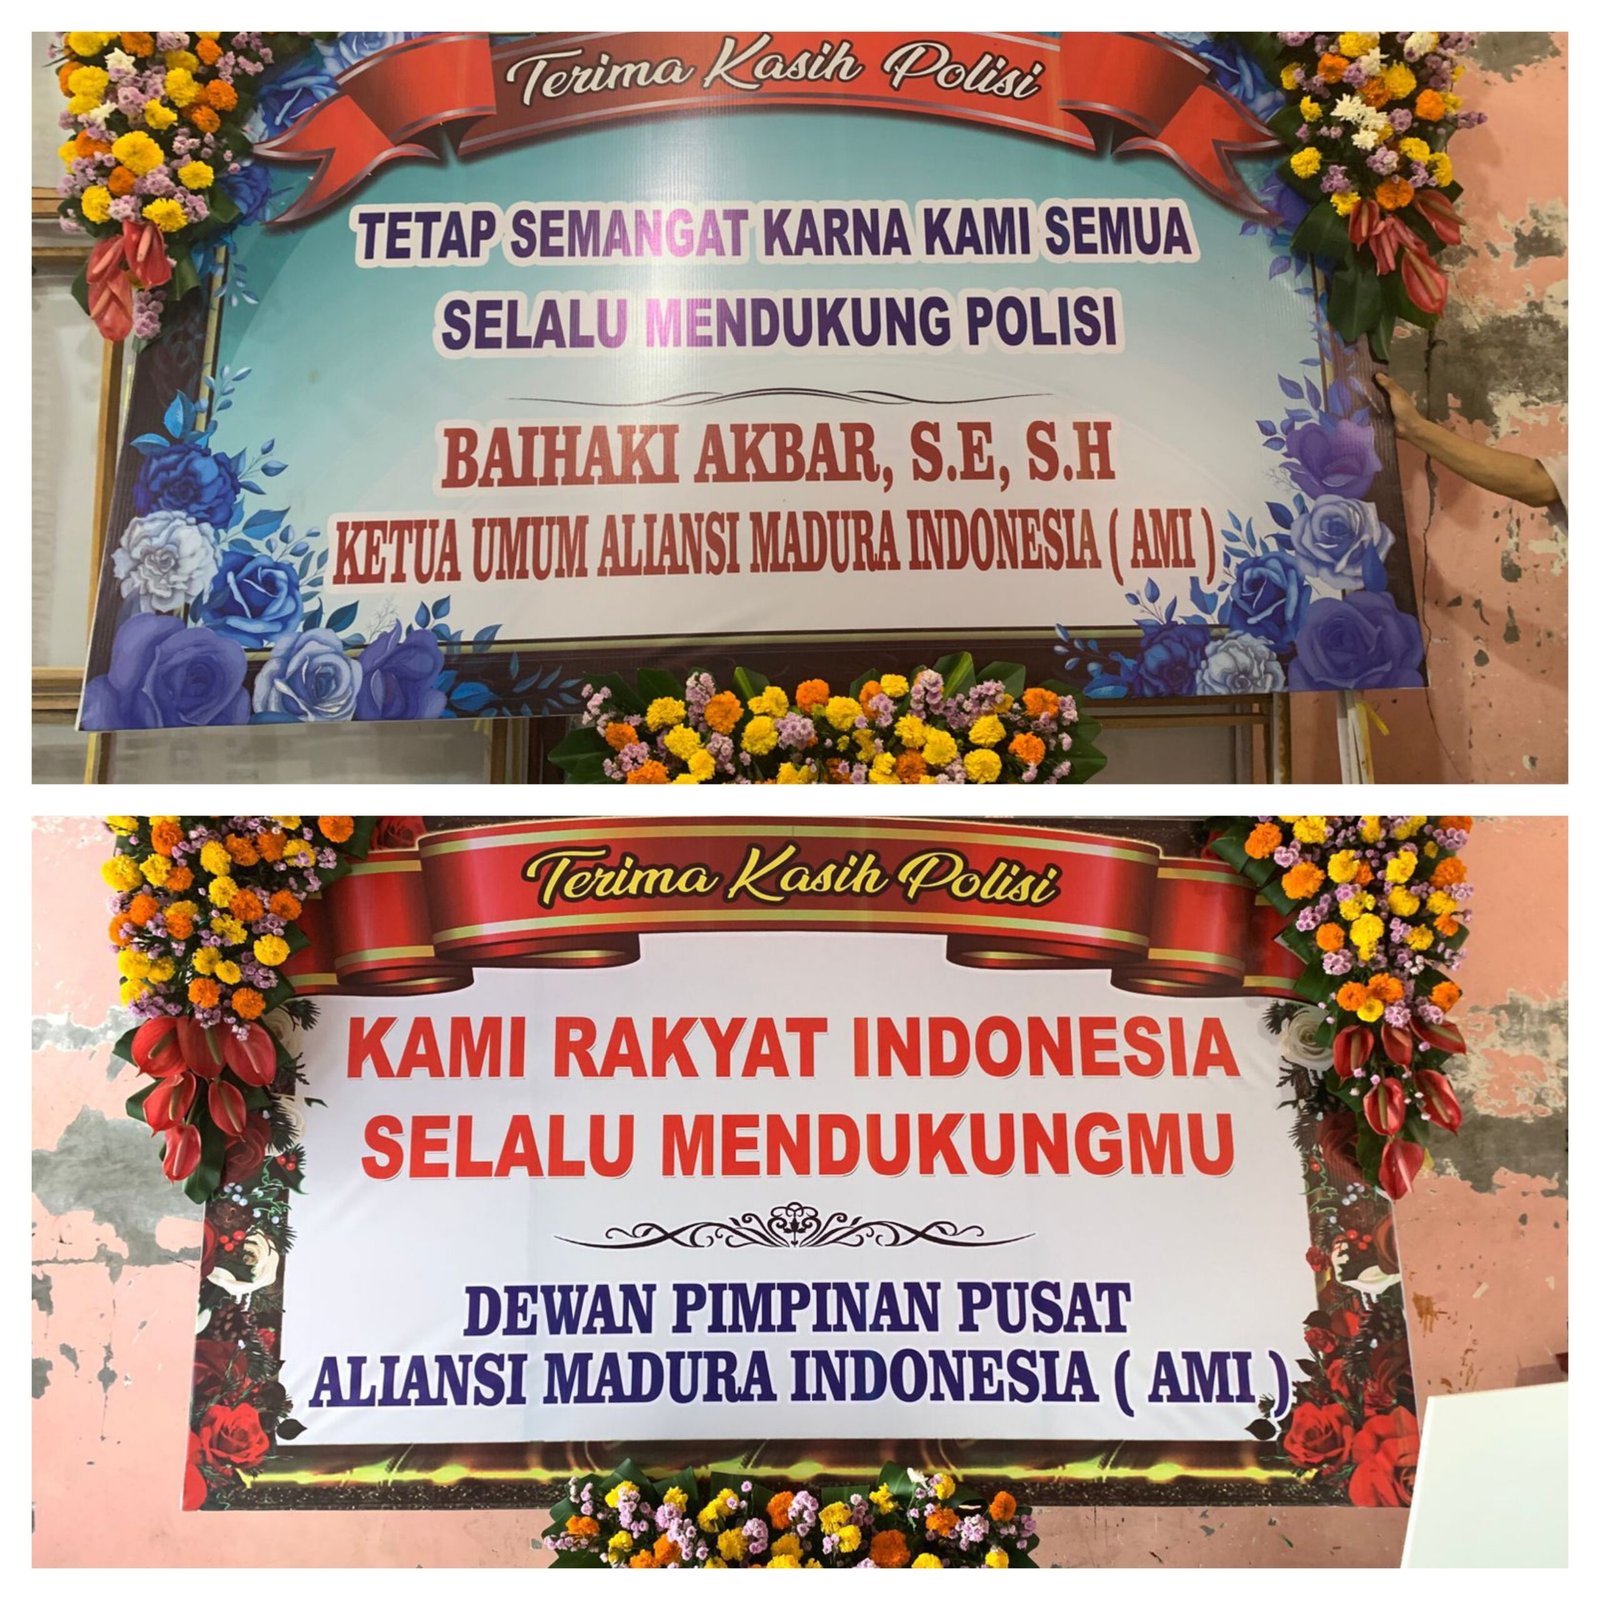 Terima Kasih Polisi
TETAP SEMANGAT KARNA KAMI SEMUA
SELALU MENDUKUNG POLISI
BAIHAKI AKBAR, S.E, S.H
KETUA UMUM ALIANSI MADURA INDONESIA ( AMI )
Terima Kasih Polisi
KAMI RAKYAT INDONESIA
SELALU MENDUKUNGMU
DEWAN PIMPINAN PUSAT
ALIANSI MADURA INDONESIA ( AMI )